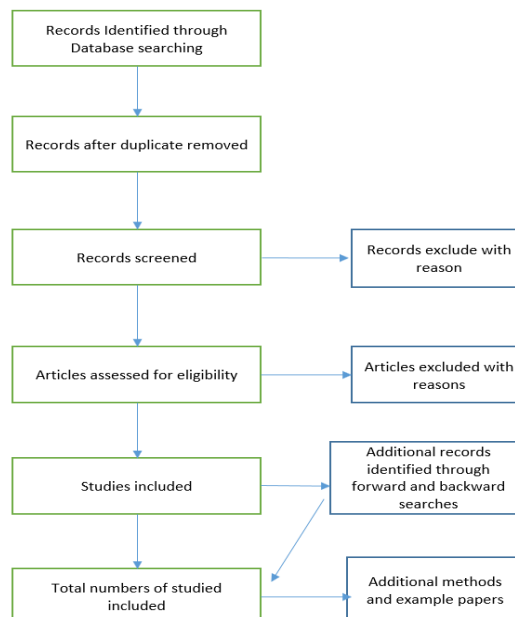 Records Identified through
Database searching
Records after duplicate removed
Records screened
Records exclude with
reason
Articles assessed for eligibility
Articles excluded with
reasons
Studies included
Additional records
identified through
forward and backward
searches
Total numbers of studied
included
Additional methods
and example papers